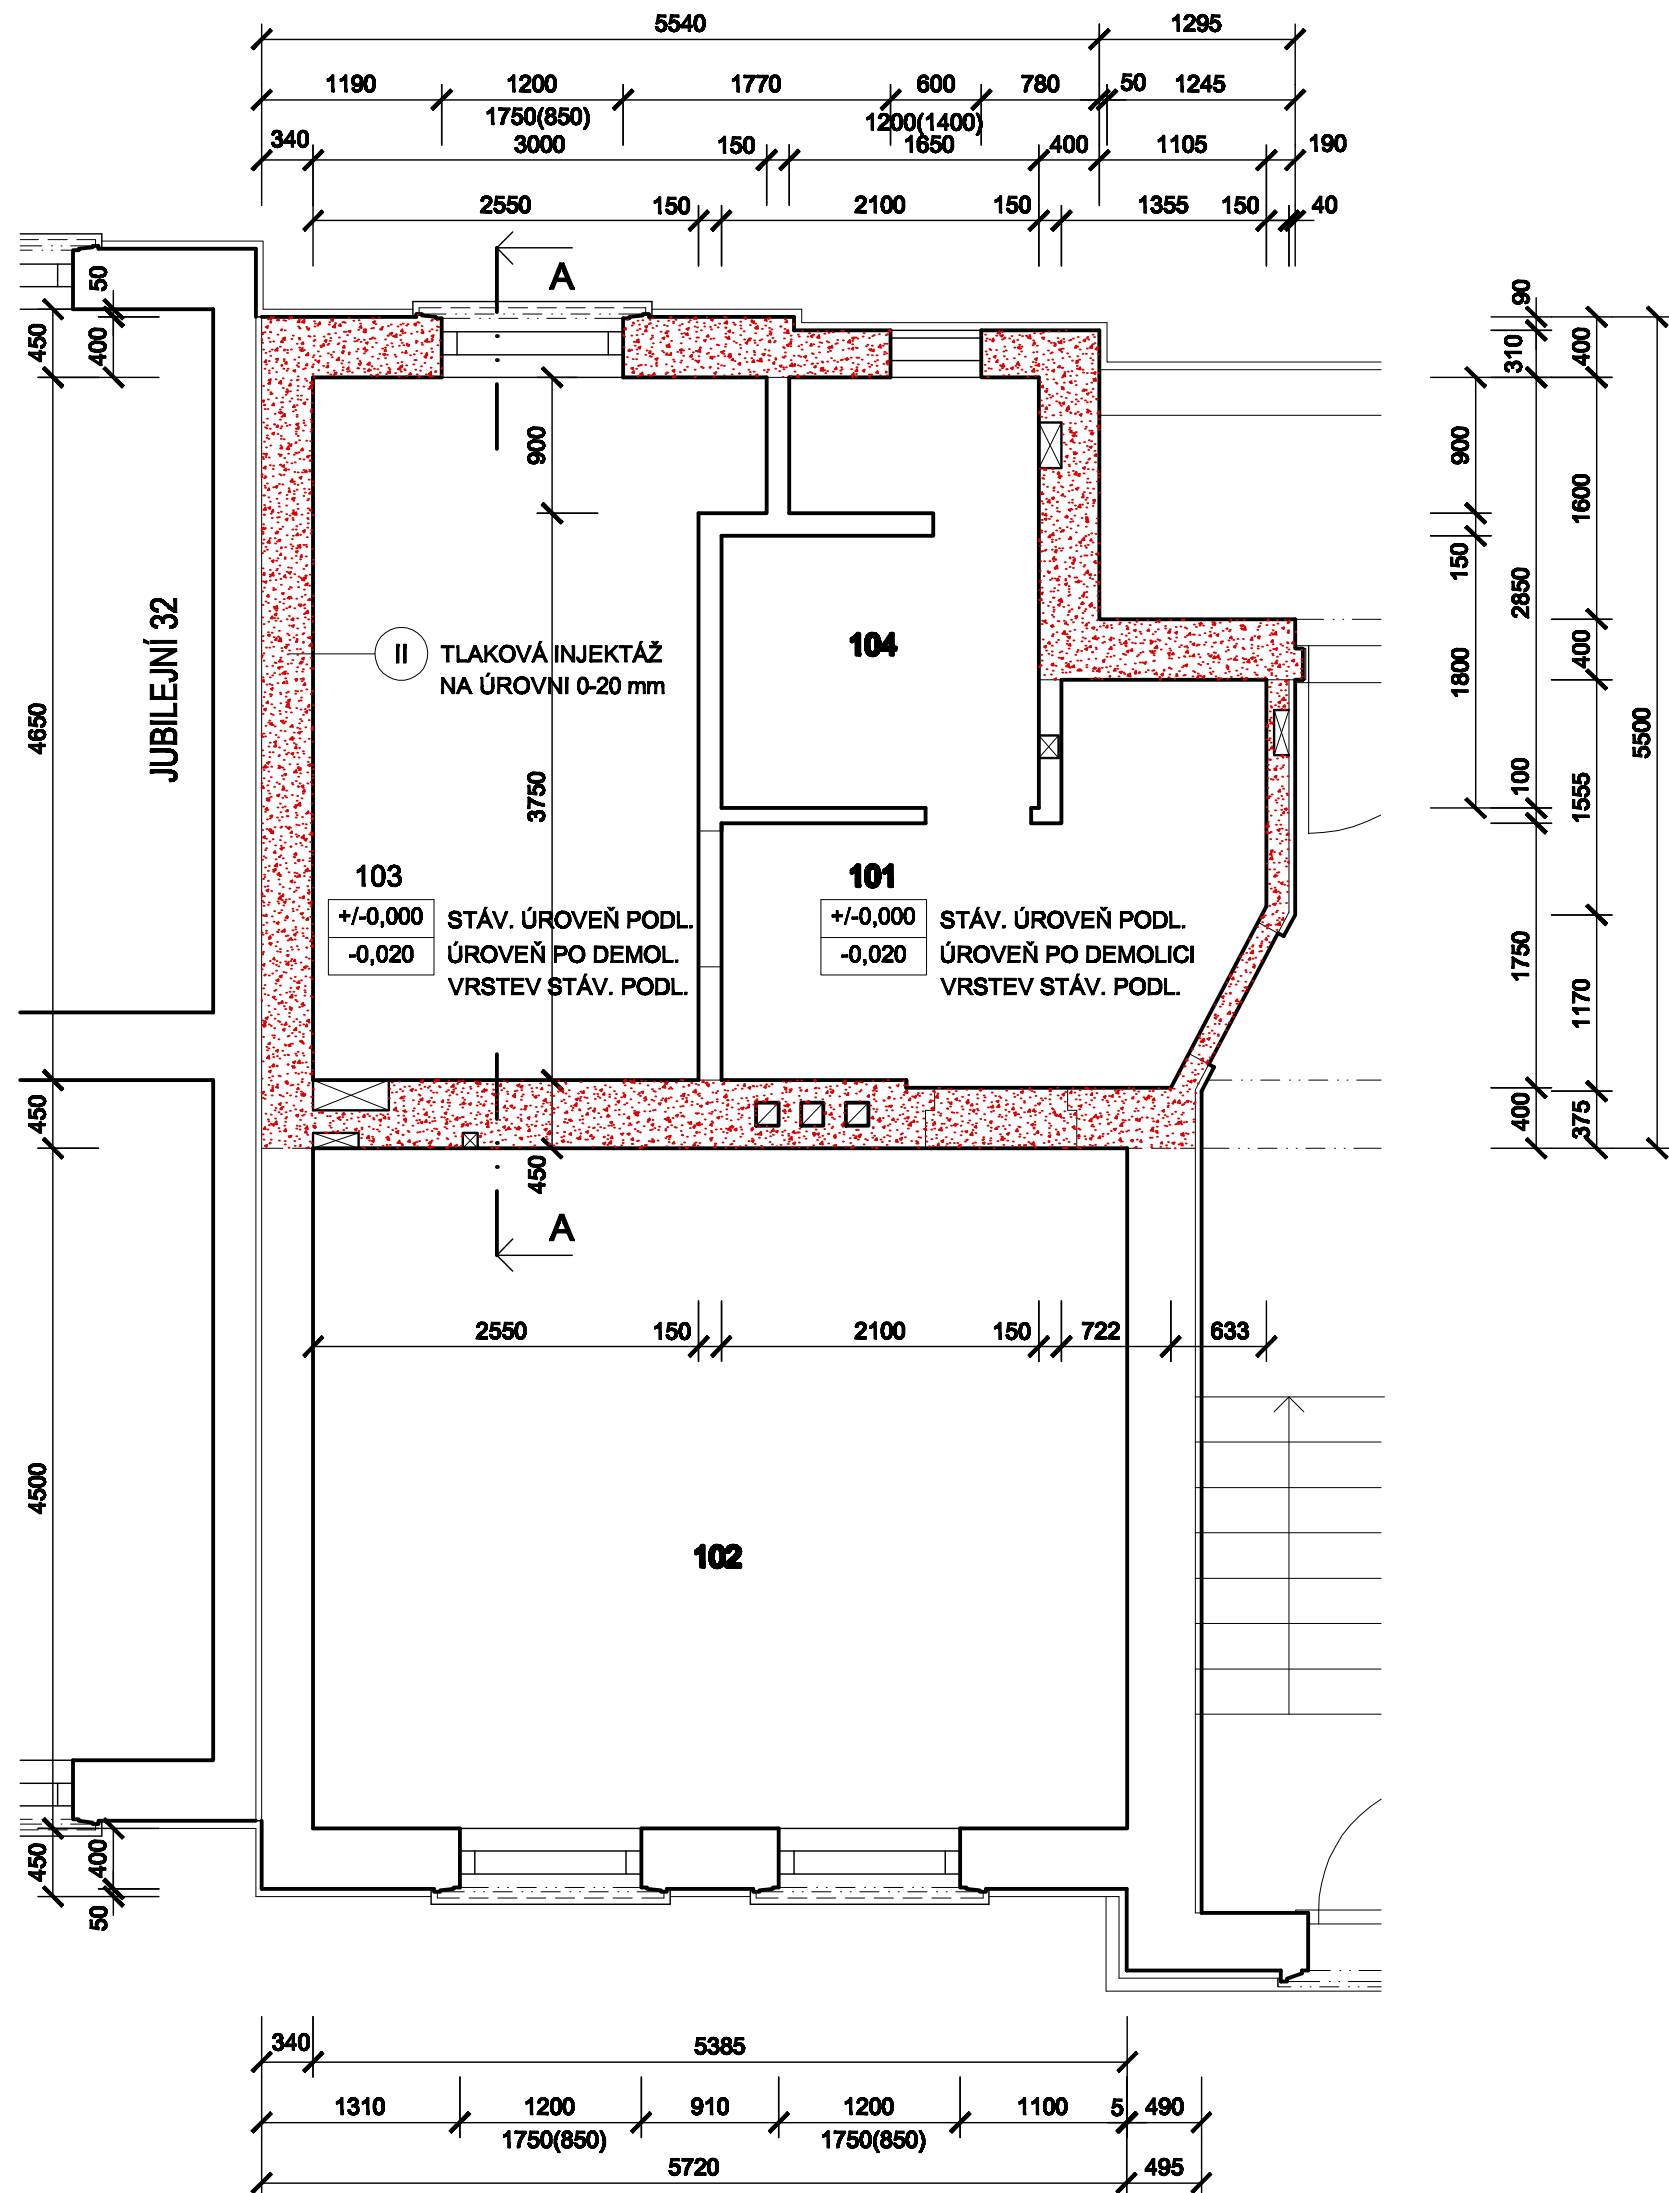 5540 1295
1190 1200 1770 600 780 50 1245
1750(850) 1200(1400)
340 3000 150 1650 400 1105 190
2550 150 2100 150 1355 150 40
A
50
450
400
90
310
400
900
900
1600
150
2850
JUBILEJNÍ 32
104
II TLAKOVÁ INJEKTÁŽ
NA ÚROVNI 0-20 mm
400
1800
4650
5500
3750
100
1555
103
+/-0,000 STÁV. ÚROVEŇ PODL.
-0,020 ÚROVEŇ PO DEMOL.
VRSTEV STÁV. PODL.
101
+/-0,000 STÁV. ÚROVEŇ PODL.
-0,020 ÚROVEŇ PO DEMOLICI
VRSTEV STÁV. PODL.
1750
1170
450
400
375
450
A
2550 150 2100 150 722 633
4500
102
450
400
50
340 5385
1310 1200 910 1200 1100 5 490
1750(850) 1750(850)
5720 495